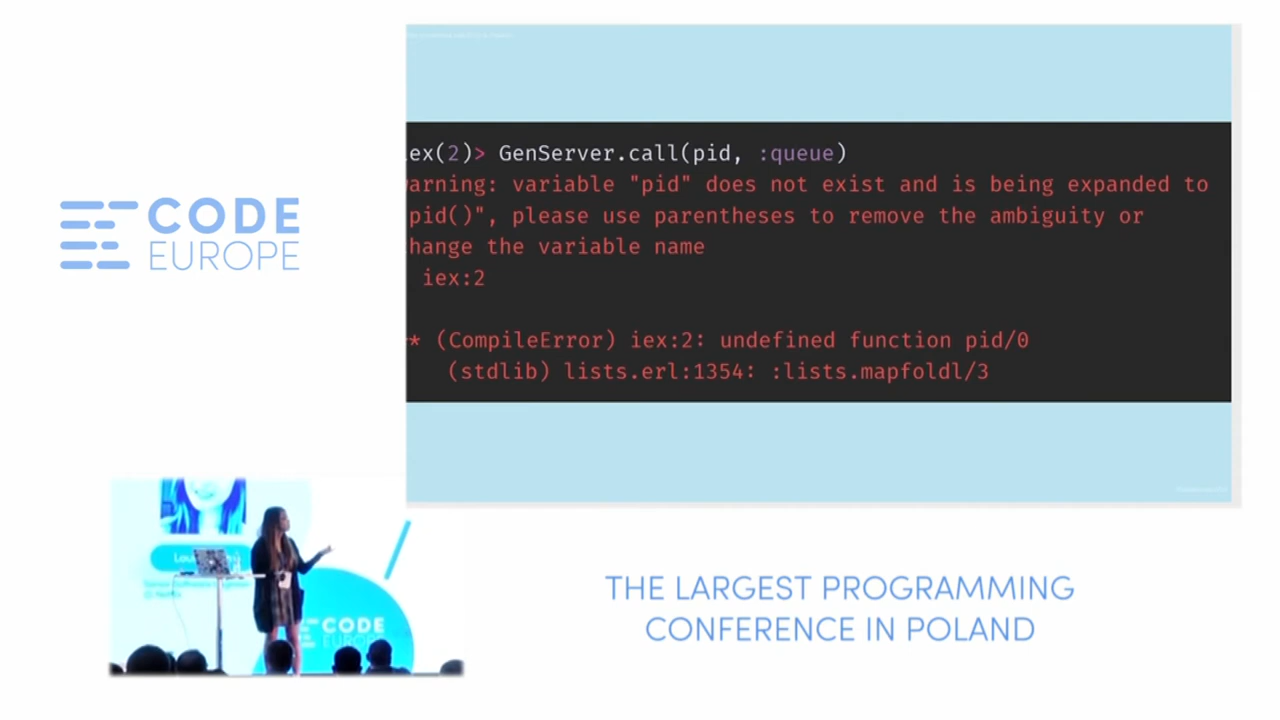 CODE
EUROPE
ex(2)> GenServer.call(pid, :queue)
arning: variable "pid" does not exist and is being expanded to
pid()", please use parentheses to remove the ambiguity or
hange the variable name
iex:2
* (CompileError) iex:2: undefined function pid/0
(stdlib) lists.erl:1354: :lists.mapfoldl/3
CODE
EUROPE
THE LARGEST PROGRAMMING
CONFERENCE IN POLAND